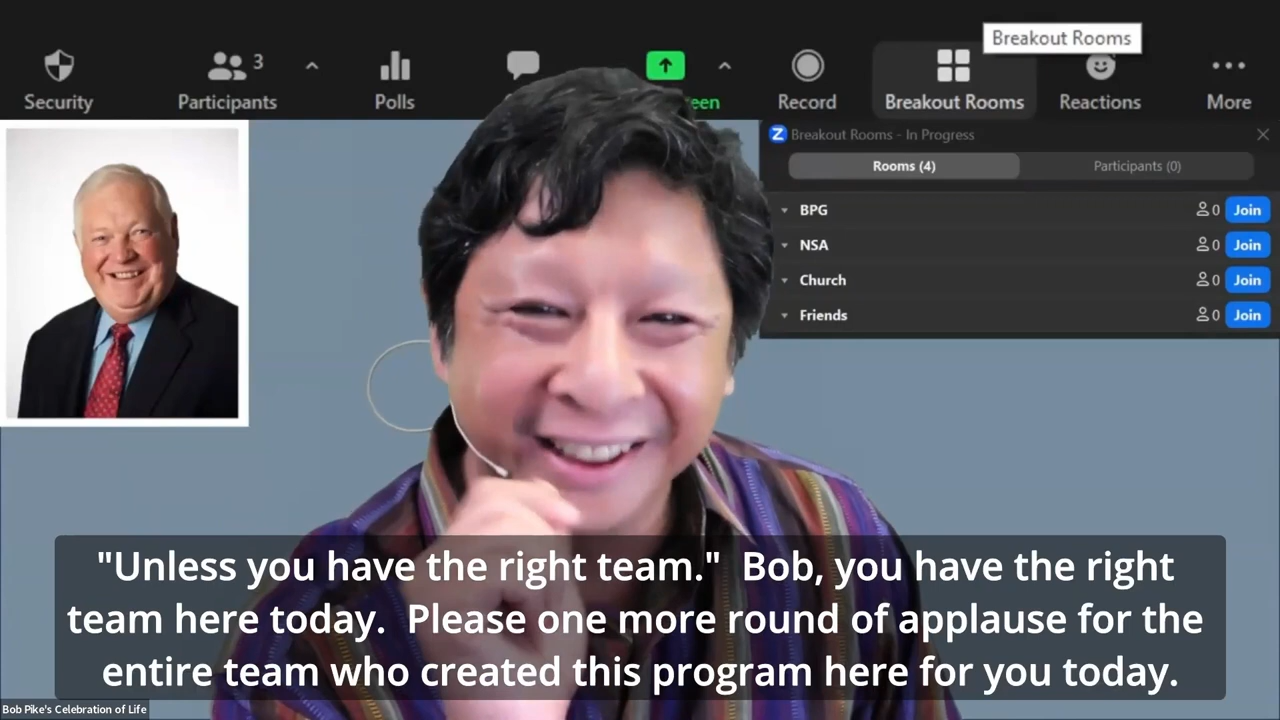 Breakout Rooms
3
Security
Participants
Polls
een
Record
Breakout Rooms
Reactions
More
Z Breakout Rooms - In Progress
Rooms (4)
Participants (0)
BPG 0 Join
NSA 0 Join
Church 0 Join
Friends 0 Join
"Unless you have the right team."  Bob, you have the right
team here today.  Please one more round of applause for the
entire team who created this program here for you today.
Bob Pike's Celebration of Life